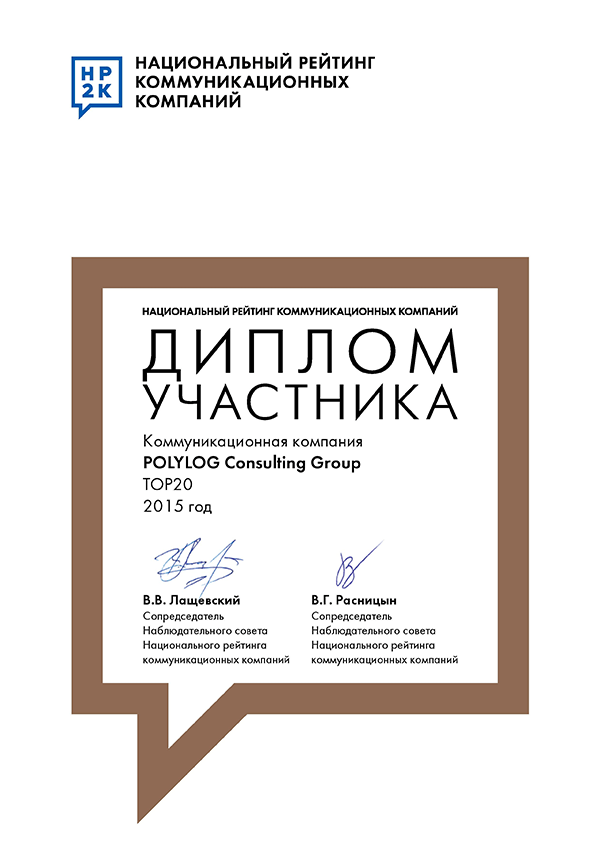 НР
2К
НАЦИОНАЛЬНЫЙ РЕЙТИНГ
КОММУНИКАЦИОННЫХ
КОМПАНИЙ
НАЦИОНАЛЬНЫЙ РЕЙТИНГ КОММУНИКАЦИОННЫХ КОМПАНИЙ
ДИПЛОМ
УЧАСТНИКА
Коммуникационная компания
POLYLOG Consulting Group
TOP20
2015 год
В.В. Лащевский
Сопредседатель
Наблюдательного совета
Национального рейтинга
коммуникационных компаний
В.Г. Расницын
Сопредседатель
Наблюдательного совета
Национального рейтинга
коммуникационных компаний